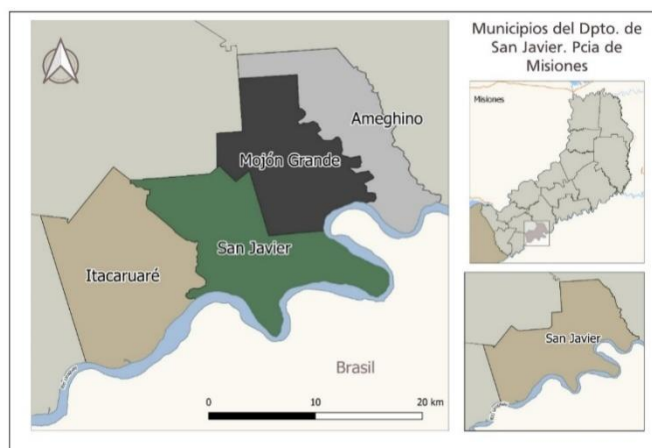 Municipios del Dpto. de
San Javier. Pcia de
Misiones
Ameghino
Mojón Grande
San Javier
Itacaruaré
Brasil
0 10 20 km
Misiones
San Javier